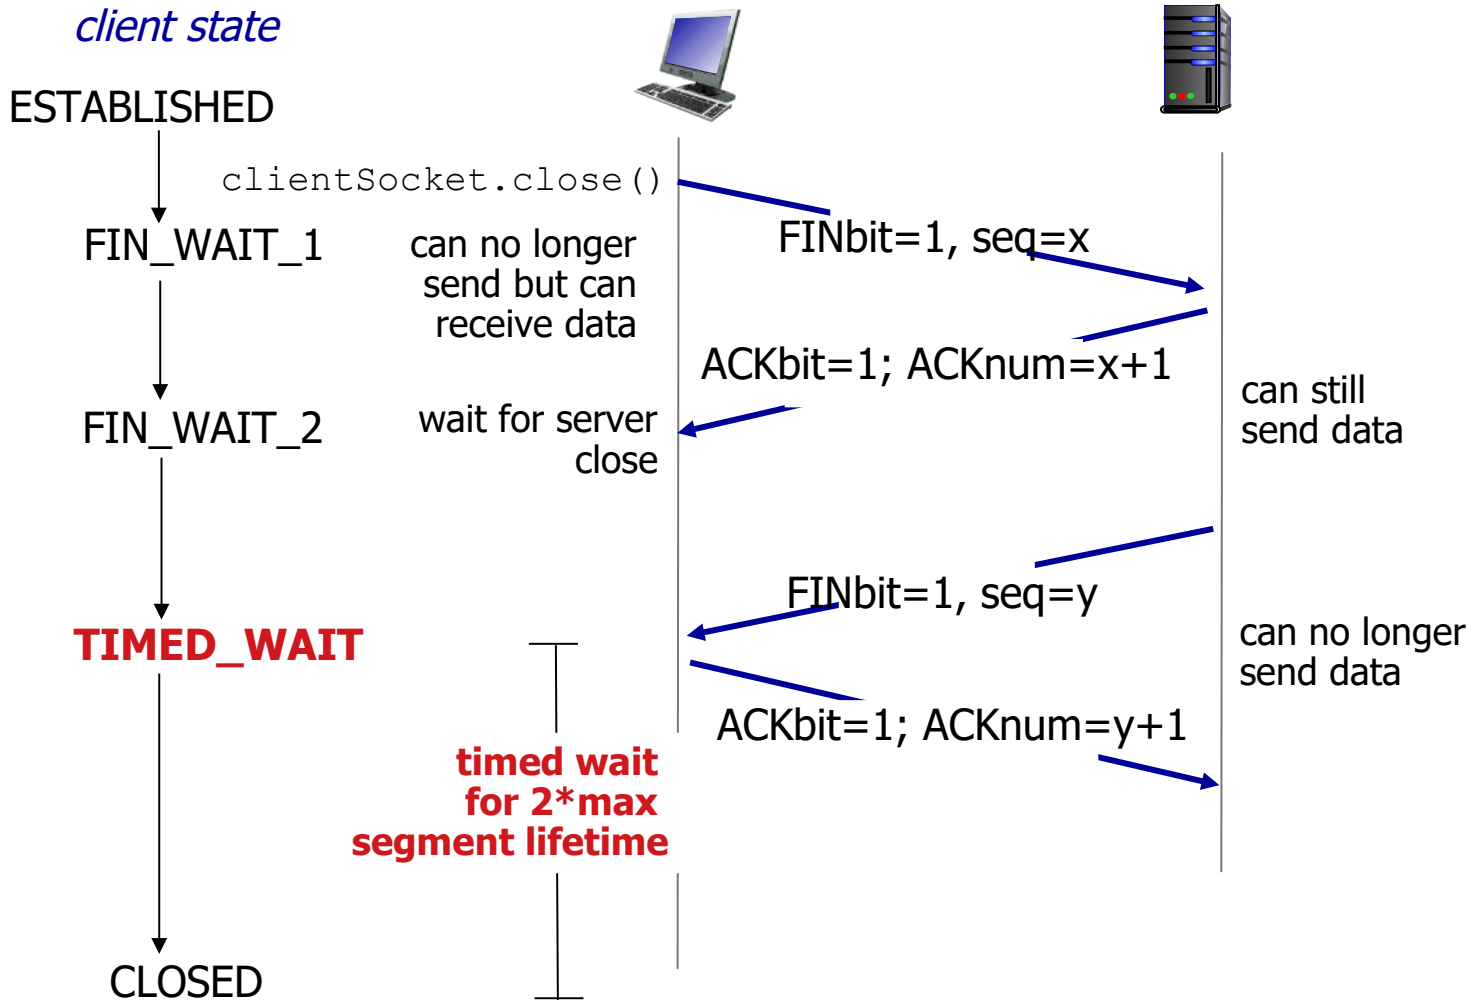 client state
ESTABLISHED
clientSocket.close()
FIN_WAIT_1
can no longer
send but can
receive data
FINbit=1, seq=x
ACKbit=1; ACKnum=x+1
FIN_WAIT_2
wait for server
close
can still
send data
FINbit=1, seq=y
TIMED_WAIT
can no longer
send data
ACKbit=1; ACKnum=y+1
timed wait
for 2*max
segment lifetime
CLOSED